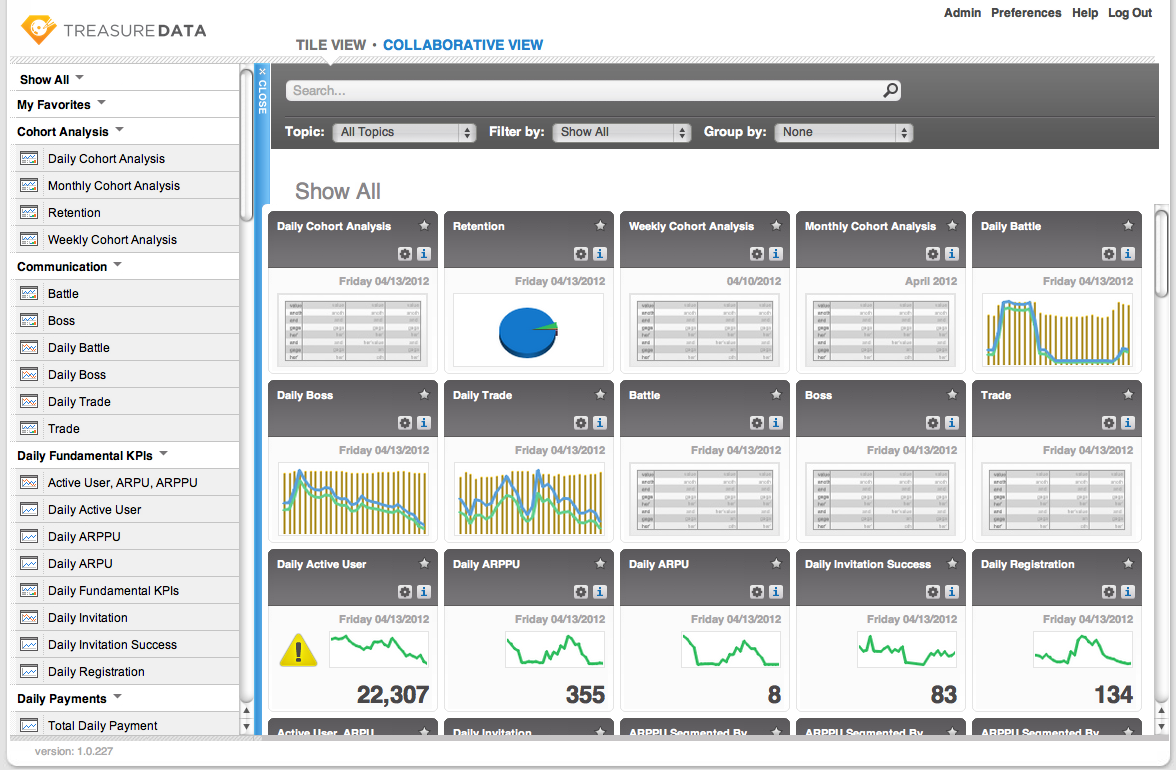 Admin Preferences Help Log Out
TREASURE DATA
TILE VIEW • COLLABORATIVE VIEW
Show All
My Favorites
Cohort Analysis
Daily Cohort Analysis
Monthly Cohort Analysis
Retention
Weekly Cohort Analysis
Communication
Battle
Boss
Daily Battle
Daily Boss
Daily Trade
Trade
Daily Fundamental KPIs
Active User, ARPU, ARPPU
Daily Active User
Daily ARPPU
Daily ARPU
Daily Fundamental KPIs
Daily Invitation
Daily Invitation Success
Daily Registration
Daily Payments
Total Daily Payment
version: 1.0.227
× CLOSE
Search...
Topic: All Topics Filter by: Show All Group by: None
Show All
Daily Cohort Analysis Retention Weekly Cohort Analysis Monthly Cohort Analysis Daily Battle
Friday 04/13/2012 Friday 04/13/2012 04/10/2012 April 2012 Friday 04/13/2012
Daily Boss Daily Trade Battle Boss Trade
Friday 04/13/2012 Friday 04/13/2012 Friday 04/13/2012 Friday 04/13/2012 Friday 04/13/2012
Daily Active User Daily ARPPU Daily ARPU Daily Invitation Success Daily Registration
Friday 04/13/2012 Friday 04/13/2012 Friday 04/13/2012 Friday 04/13/2012 Friday 04/13/2012
22,307 355 8 83 134
Active User, ARPU, Daily Invitation ARPPU Segmented By ARPPU Segmented By ARPPU Segmented By